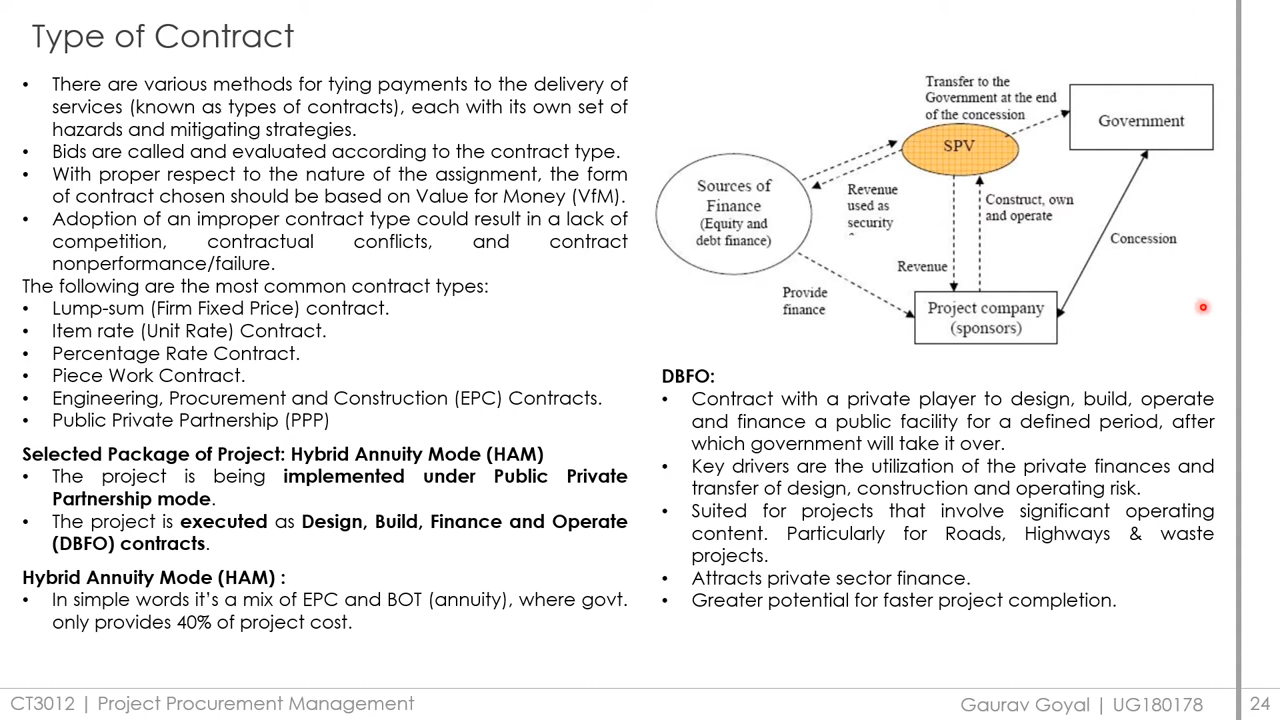 Type of Contract
• There are various methods for tying payments to the delivery of
services (known as types of contracts), each with its own set of
hazards and mitigating strategies.
• Bids are called and evaluated according to the contract type.
• With proper respect to the nature of the assignment, the form
of contract chosen should be based on Value for Money (VfM).
• Adoption of an improper contract type could result in a lack of
competition, contractual conflicts, and contract
nonperformance/failure.
The following are the most common contract types:
• Lump-sum (Firm Fixed Price) contract.
• Item rate (Unit Rate) Contract.
• Percentage Rate Contract.
• Piece Work Contract.
• Engineering, Procurement and Construction (EPC) Contracts.
• Public Private Partnership (PPP)
Selected Package of Project: Hybrid Annuity Mode (HAM)
• The project is being implemented under Public Private
Partnership mode.
• The project is executed as Design, Build, Finance and Operate
(DBFO) contracts.
Hybrid Annuity Mode (HAM) :
• In simple words it’s a mix of EPC and BOT (annuity), where govt.
only provides 40% of project cost.
Transfer to the
Government at the end
of the concession
Government
SPV
Sources of
Finance
(Equity and
debt finance)
Revenue
used as
security
Construct, own
and operate
Concession
Revenue
Provide
finance
Project company
(sponsors)
DBFO:
• Contract with a private player to design, build, operate
and finance a public facility for a defined period, after
which government will take it over.
• Key drivers are the utilization of the private finances and
transfer of design, construction and operating risk.
• Suited for projects that involve significant operating
content. Particularly for Roads, Highways & waste
projects.
• Attracts private sector finance.
• Greater potential for faster project completion.
CT3012 | Project Procurement Management
Gaurav Goyal | UG180178
24